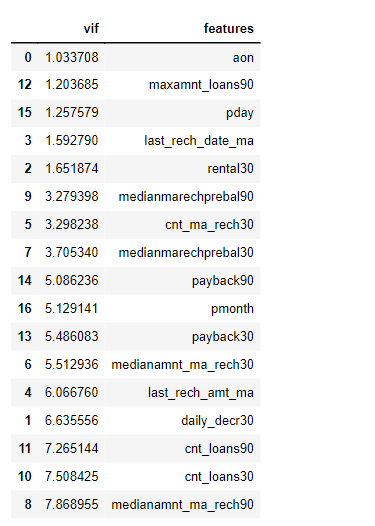 vif features
0 1.033708 aon
12 1.203685 maxamnt_loans90
15 1.257579 pday
3 1.592790 last_rech_date_ma
2 1.651874 rental30
9 3.279398 medianmarechprebal90
5 3.298238 cnt_ma_rech30
7 3.705340 medianmarechprebal30
14 5.086236 payback90
16 5.129141 pmonth
13 5.486083 payback30
6 5.512936 medianamnt_ma_rech30
4 6.066760 last_rech_amt_ma
1 6.635556 daily_decr30
11 7.265144 cnt_loans90
10 7.508425 cnt_loans30
8 7.868955 medianamnt_ma_rech90